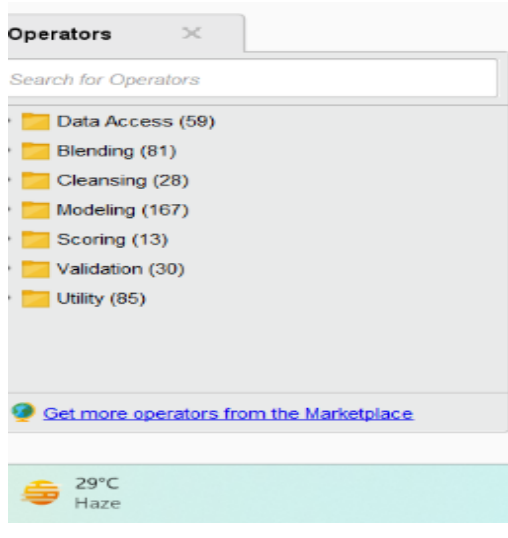 Operators
Search for Operators
Data Access (59)
Blending (81)
Cleansing (28)
Modeling (167)
Scoring (13)
Validation (30)
Utility (85)
Get more operators from the Marketplace
29°C
Haze